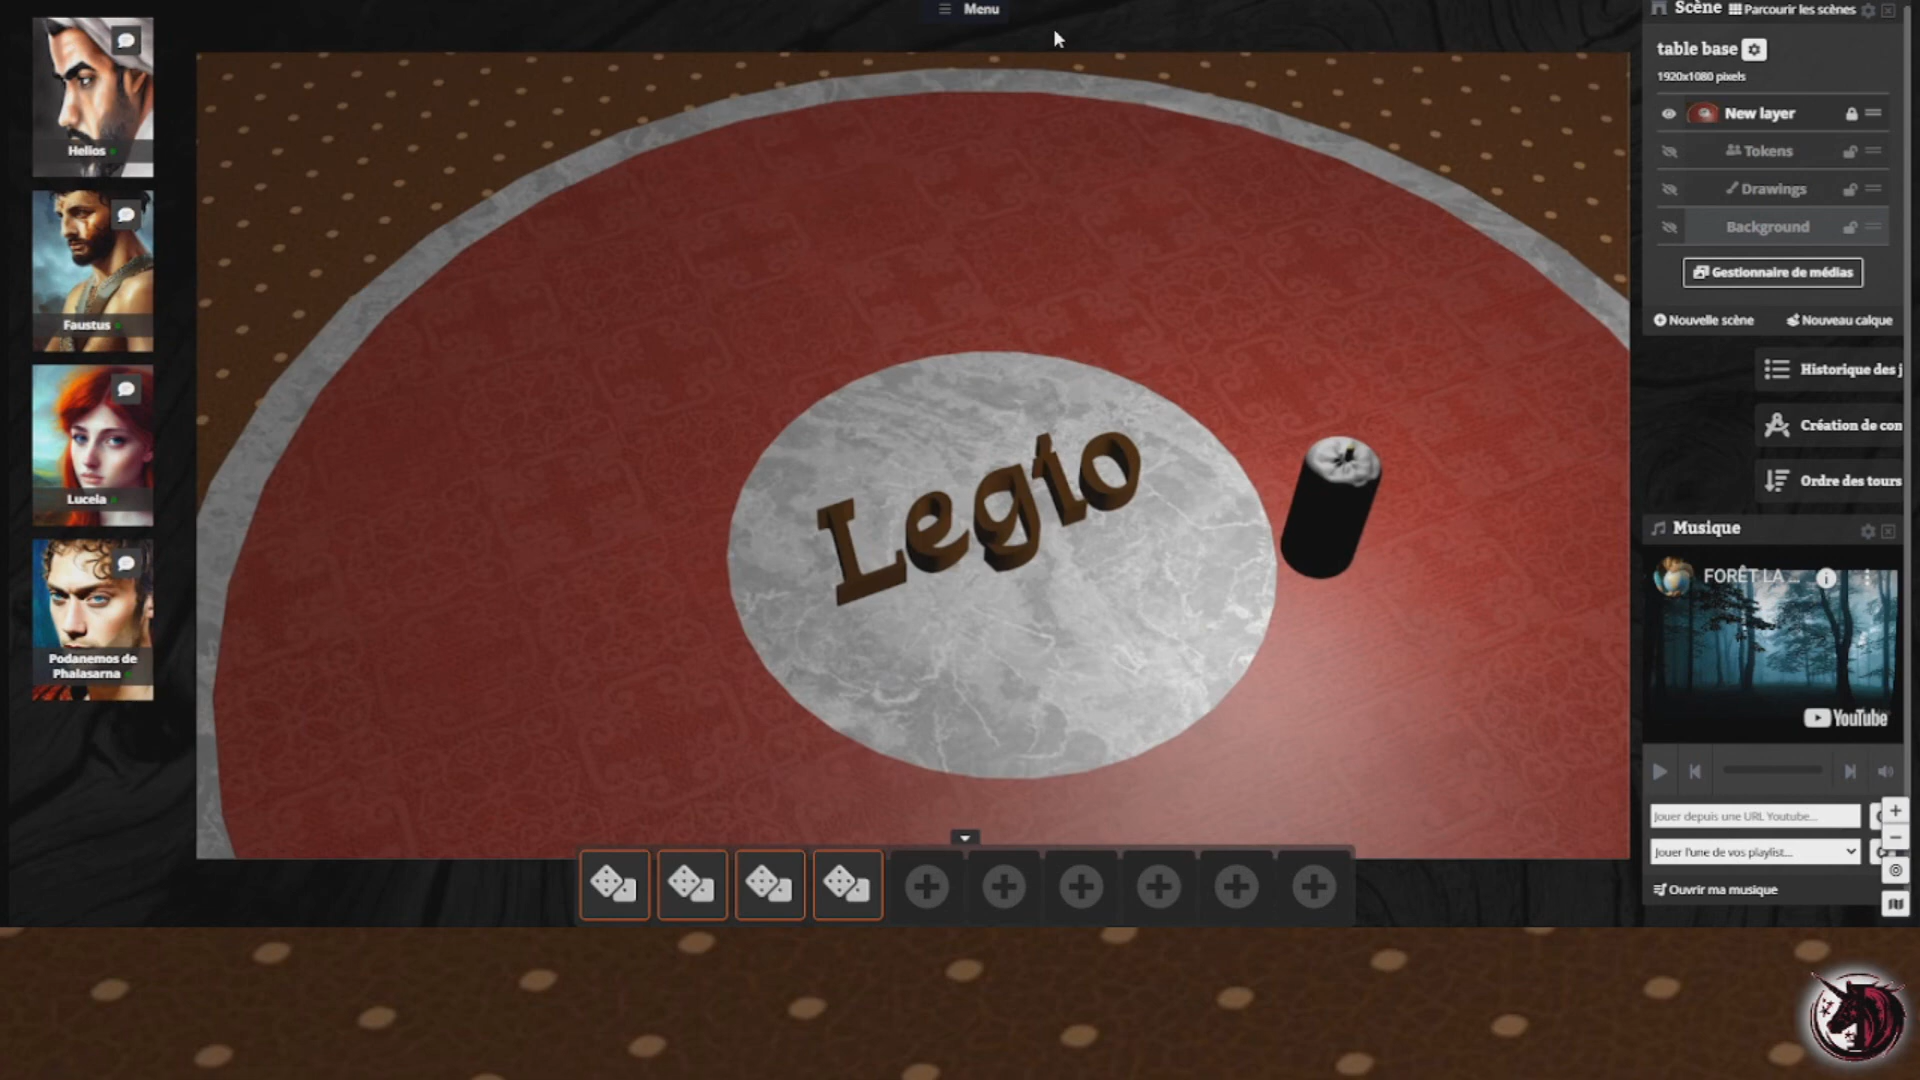 Menu
Helios
Faustus
Lucela
Podanemos de
Phalasarna
Legio
Scène
Parcourir les scènes
table base
1920x1080 pixels
New layer
Tokens
Drawings
Background
Gestionnaire de médias
Nouvelle scène
Nouveau calque
Historique des j
Création de con
Ordre des tours
Musique
FORÊT LA ...
YouTube
Jouer depuis une URL Youtube...
Jouer l'une de vos playlist...
Ouvrir ma musique